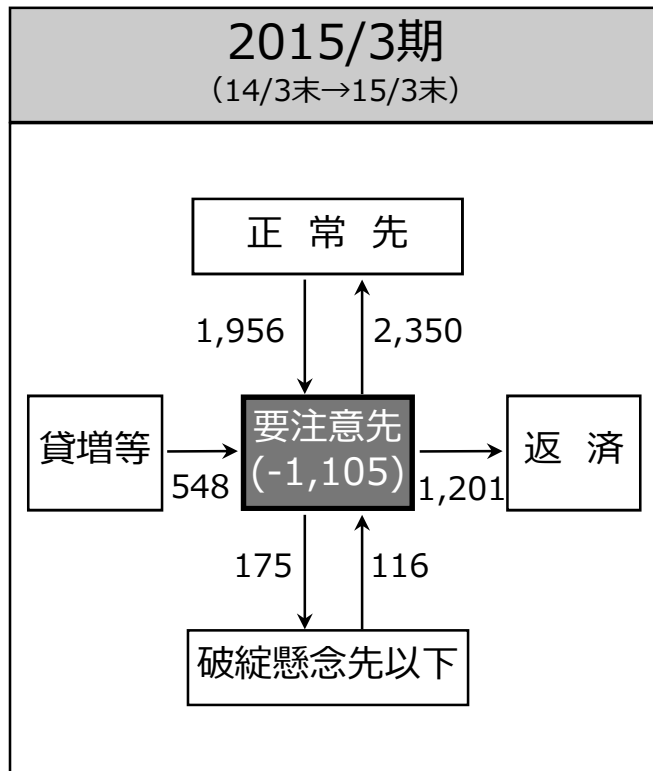 2015/3期
（14/3末→15/3末）
正 常 先
1,956
2,350
貸増等
548
要注意先
(-1,105)
1,201
返 済
175
116
破綻懸念先以下